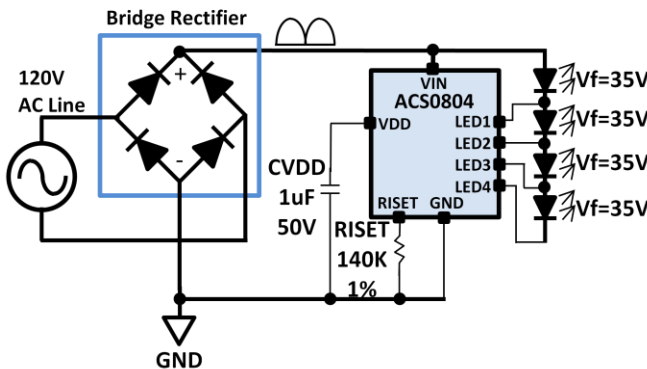 Bridge Rectifier
120V
AC Line
+
-
VIN
ACS0804
VDD
LED1
LED2
LED3
LED4
RISET
GND
Vf=35V
Vf=35V
Vf=35V
Vf=35V
CVDD
1uF
50V
RISET
140K
1%
GND